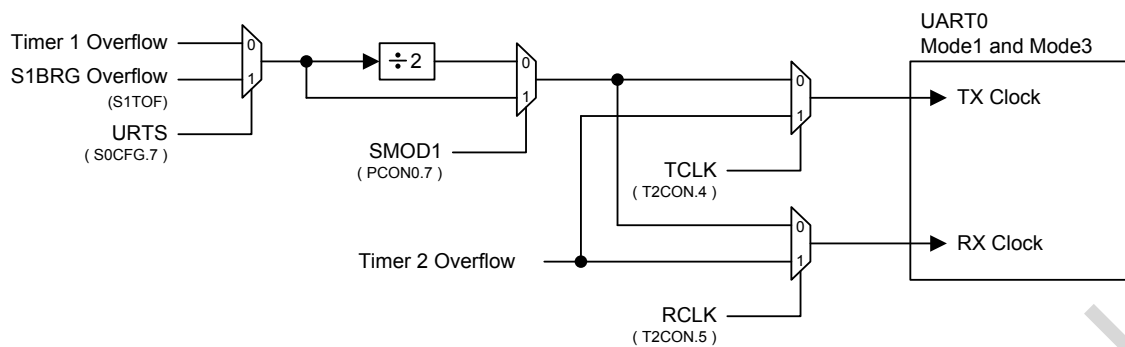 UART0
Mode1 and Mode3
Timer 1 Overflow
0
S1BRG Overflow
1
(S1TOF)
÷2
0
1
0
1
TX Clock
URTS
( S0CFG.7 )
SMOD1
( PCON0.7 )
TCLK
( T2CON.4 )
0
1
RX Clock
Timer 2 Overflow
RCLK
( T2CON.5 )